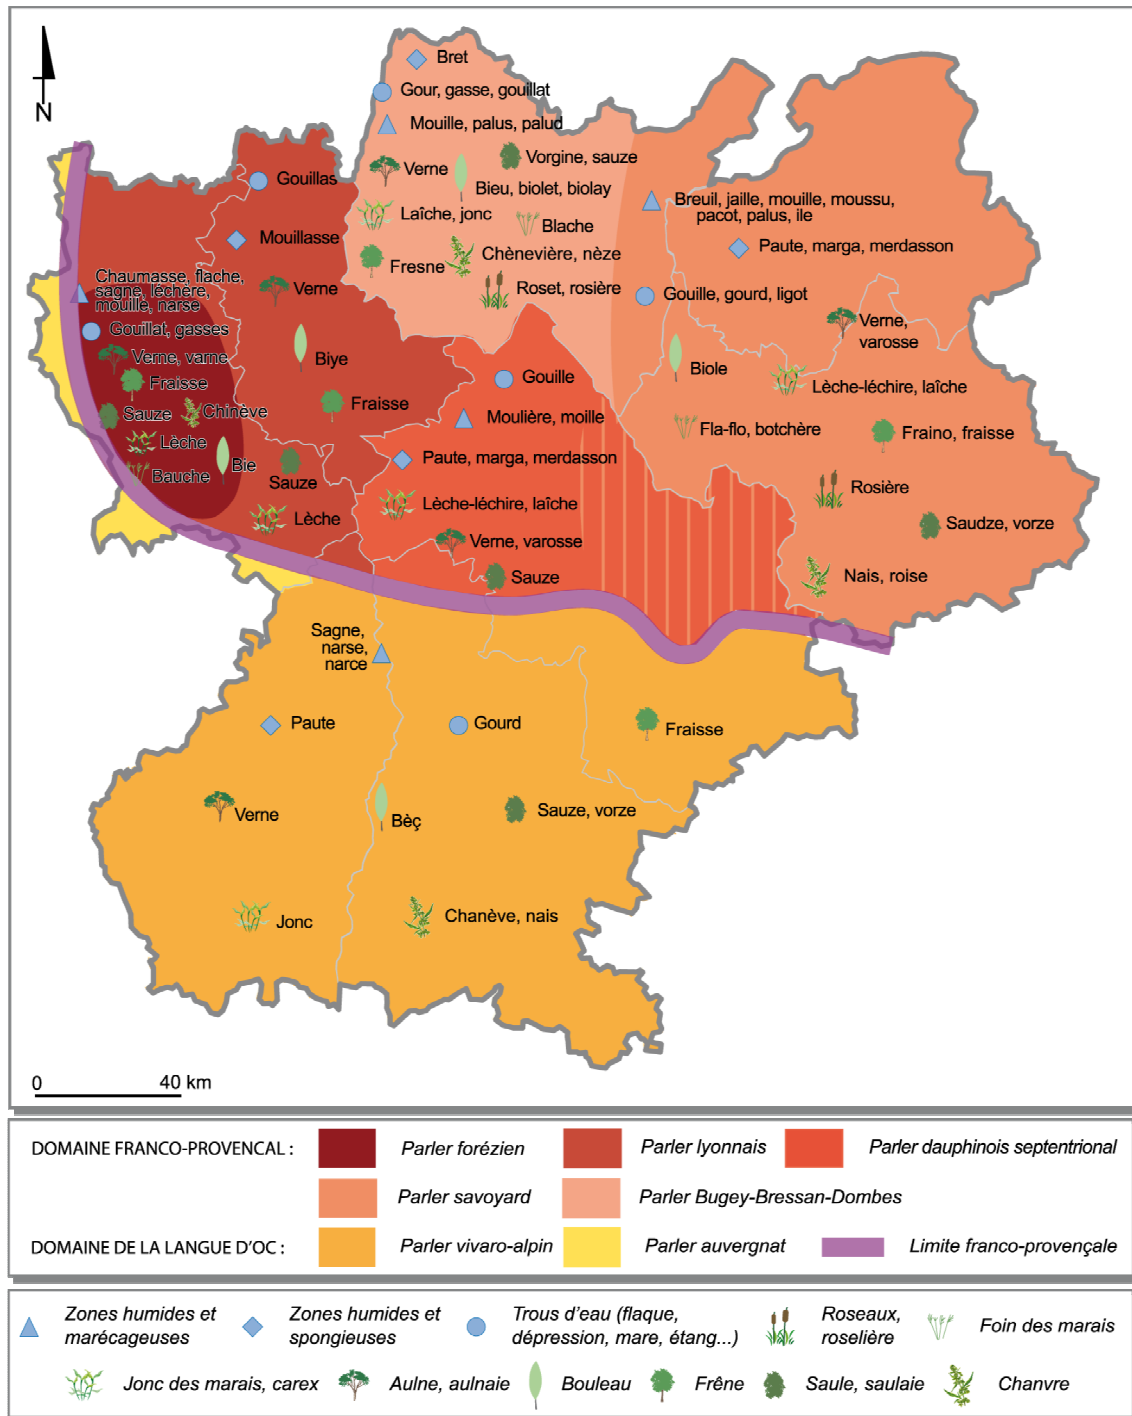 N
Bret
Gour, gasse, gouillat
Mouille, palus, palud
Verne
Vorgine, sauze
Bieu, biolet, biolay
Laîche, jonc
Blache
Fresne
Chènevière, nèze
Roset, rosière
Gouillas
Mouillasse
Verne
Biye
Fraisse
Sauze
Lèche
Chaumasse, flache,
sagne, léchère,
mouille, narse
Gouillat, gasses
Verne, varne
Fraisse
Sauze
Chinève
Lèche
Bauche
Bie
Breuil, jaille, mouille, moussu,
pacot, palus, ile
Paute, marga, merdasson
Gouille, gourd, ligot
Verne,
varosse
Biole
Lèche-léchire, laîche
Fla-flo, botchère
Fraino, fraisse
Rosière
Saudze, vorze
Nais, roise
Gouille
Moulière, moille
Paute, marga, merdasson
Lèche-léchire, laîche
Verne, varosse
Sauze
Sagne,
narse,
narce
Paute
Gourd
Fraisse
Verne
Bèç
Sauze, vorze
Jonc
Chanève, nais
0 40 km
DOMAINE FRANCO-PROVENCAL :
Parler forézien
Parler lyonnais
Parler dauphinois septentrional
Parler savoyard
Parler Bugey-Bressan-Dombes
DOMAINE DE LA LANGUE D'OC :
Parler vivaro-alpin
Parler auvergnat
Limite franco-provençale
Zones humides et
marécageuses
Zones humides et
spongieuses
Trous d'eau (flaque,
dépression, mare, étang...)
Roseaux,
roselière
Foin des marais
Jonc des marais, carex
Aulne, aulnaie
Bouleau
Frêne
Saule, saulaie
Chanvre